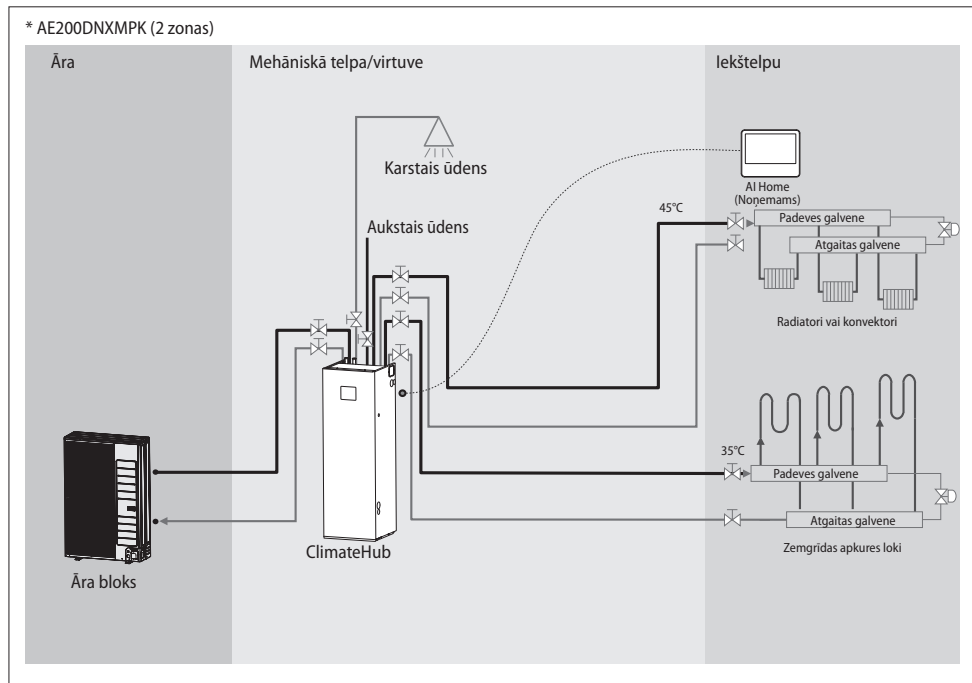 * AE200DNXMPK (2 zonas)
Āra
Mehāniskā telpa/virtuve
Iekštelpu
Karstais ūdens
Aukstais ūdens
AI Home
(Noņemams)
45°C
Padeves galvene
Atgaitas galvene
Radiatori vai konvektori
35°C
Padeves galvene
Atgaitas galvene
Zemgrīdas apkures loki
ClimateHub
Āra bloks